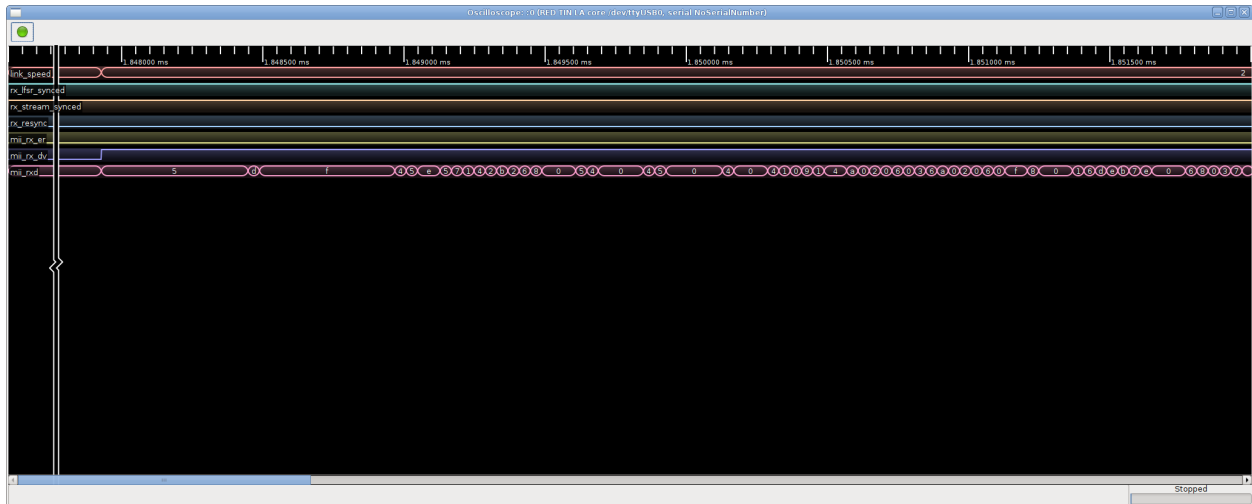 Oscilloscope: :0 (RED TIN LA core /dev/ttyUSB0, serial NoSerialNumber)
1.848000 ms 1.848500 ms 1.849000 ms 1.849500 ms 1.850000 ms 1.850500 ms 1.851000 ms 1.851500 ms
link_speed 2
rx_lfsr_synced
rx_stream_synced
rx_resync
mii_rx_er
mii_rx_dv
mii_rxd 5 d f 4 5 e 5 7 1 4 2 b 2 6 8 0 5 4 0 4 5 0 4 0 4 1 0 9 1 4 a 0 2 0 6 0 3 6 a 0 2 0 6 0 f 8 0 1 6 d e b 7 e 0 6 8 0 3 7
Stopped